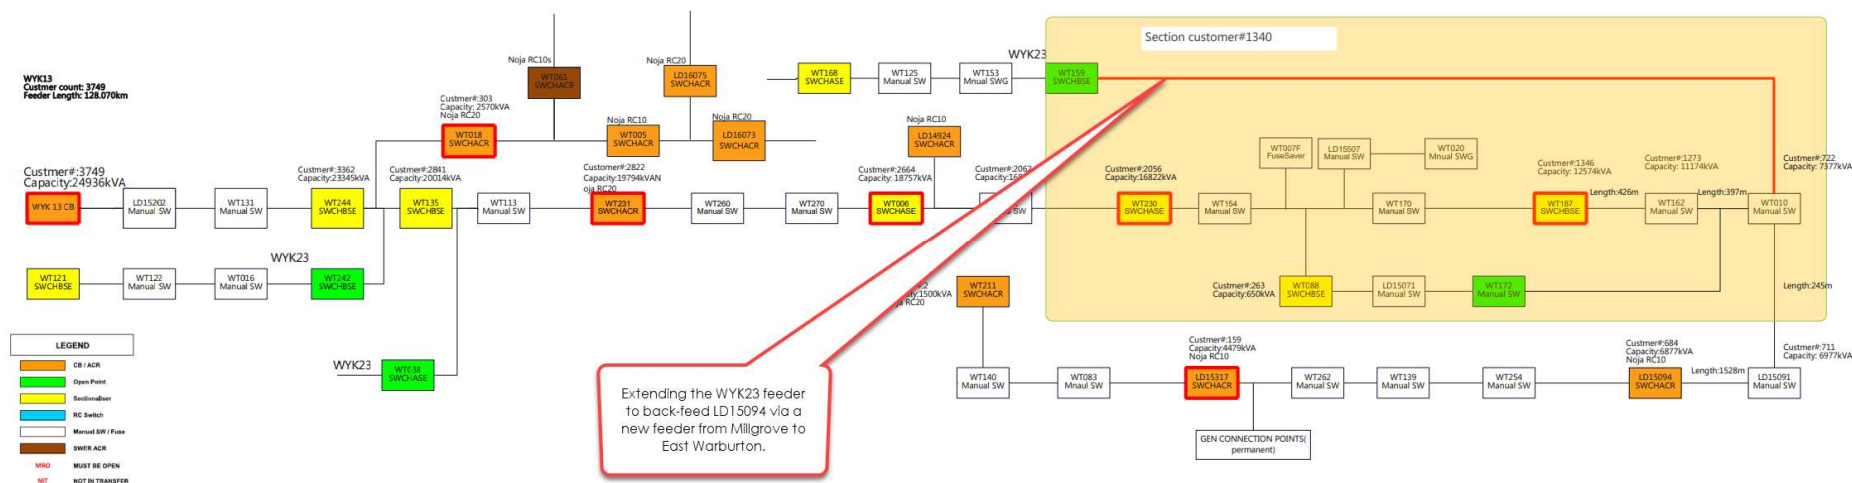 WYK13
Custmer count: 3749
Feeder Length: 128.070km
Section customer#1340
Noja RC10s
WT061
SWCHACR
Noja RC20
LD16075
SWCHACR
WT168
SWCHASE
WT125
Manual SW
WT153
Mnual SWG
WYK23
WT159
SWCHBSE
Custmer#:303
Capacity: 2570kVA
Noja RC20
WT018
SWCHACR
Noja RC10
WT005
SWCHACR
Noja RC20
LD16073
SWCHACR
Noja RC10
LD14924
SWCHACR
WT007F
FuseSaver
LD15507
Manual SW
WT020
Mnual SWG
Custmer#:3749
Capacity:24936kVA
WYK 13 CB
LD15202
Manual SW
WT131
Manual SW
Custmer#:3362
Capacity:23345kVA
WT244
SWCHBSE
Custmer#:2841
Capacity:20014kVA
WT135
SWCHBSE
WT113
Manual SW
Customer#:2822
Capacity:19794kVAN
oja RC20
WT231
SWCHACR
WT260
Manual SW
WT270
Manual SW
Custmer#:2664
Capacity: 18757kVA
WT006
SWCHASE
Custmer#:2062
Custmer#:2056
Capacity:16822kVA
WT230
SWCHASE
WT154
Manual SW
WT170
Manual SW
Custmer#:1346
Capacity: 12574kVA
WT187
SWCHBSE
Length:426m
Custmer#:1273
Capacity: 11174kVA
WT162
Manual SW
Length:397m
Custmer#:722
Capacity: 7377kVA
WT010
Manual SW
WT121
SWCHBSE
WT122
Manual SW
WT016
Manual SW
WYK23
WT242
SWCHBSE
WT211
SWCHACR
Custmer#:263
Capacity:650kVA
WT088
SWCHBSE
LD15071
Manual SW
WT172
Manual SW
Length:245m
WYK23
WT038
SWCHASE
WT140
Manual SW
WT083
Mnaul SW
Custmer#:159
Capacity:4479kVA
Noja RC10
LD15317
SWCHACR
WT262
Manual SW
WT139
Manual SW
WT254
Manual SW
Custmer#:684
Capacity:6877kVA
Noja RC10
LD15094
SWCHACR
Length:1528m
Custmer#:711
Capacity: 6977kVA
LD15091
Manual SW
GEN CONNECTION POINTS(
permanent)
Extending the WYK23 feeder
to back-feed LD15094 via a
new feeder from Millgrove to
East Warburton.
LEGEND
CB / ACR
Open Point
Sectionaliser
RC Switch
Manual SW / Fuse
SWER ACR
MBO MUST BE OPEN
NIT NOT IN TRANSFER